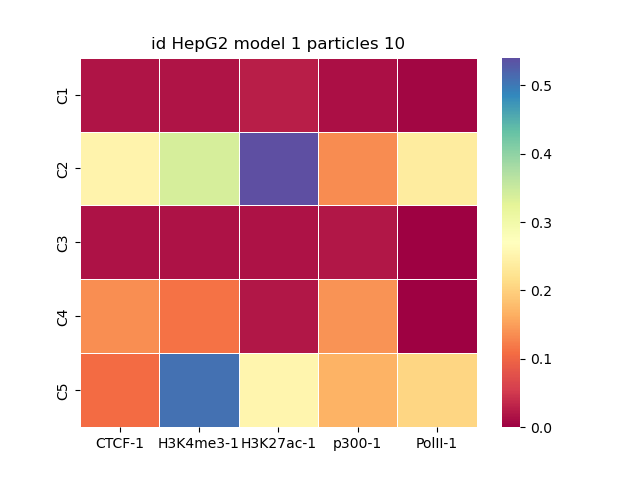 id HepG2 model 1 particles 10
C1
C2
C3
C4
C5
CTCF-1 H3K4me3-1 H3K27ac-1 p300-1 PolII-1
0.5
0.4
0.3
0.2
0.1
0.0